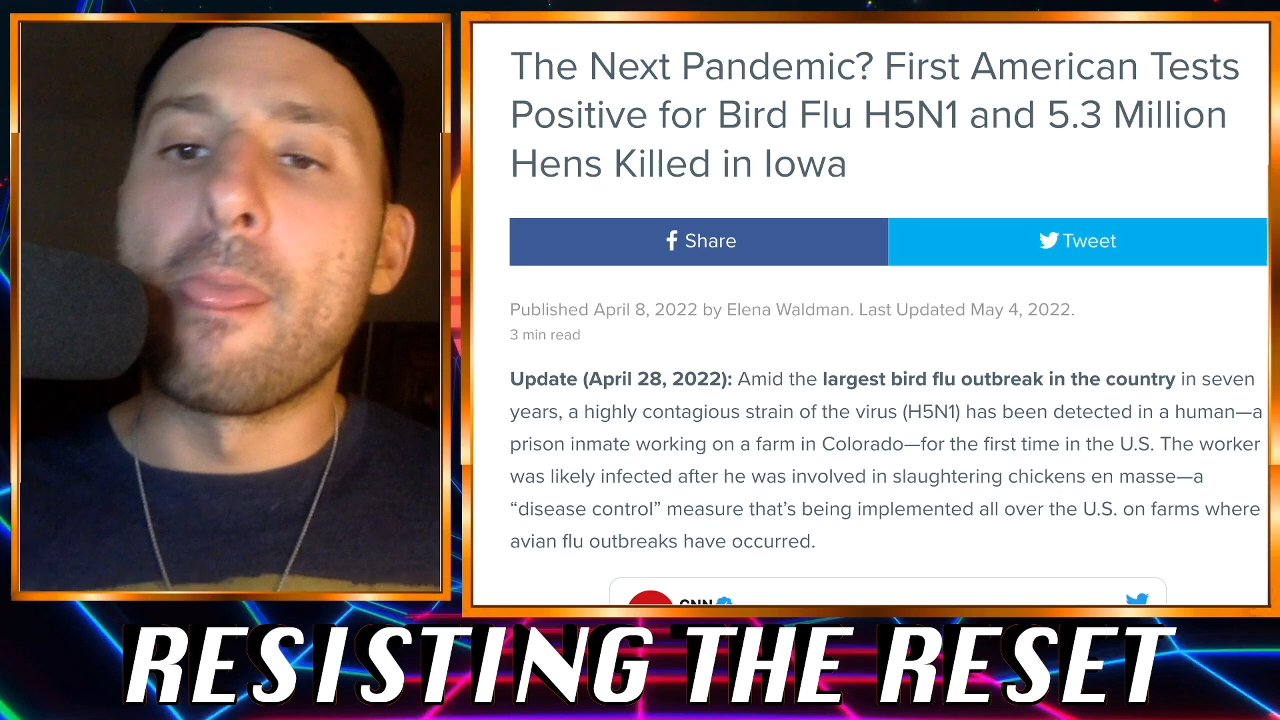 The Next Pandemic? First American Tests
Positive for Bird Flu H5N1 and 5.3 Million
Hens Killed in Iowa
Share
Tweet
Published April 8, 2022 by Elena Waldman. Last Updated May 4, 2022.
3 min read
Update (April 28, 2022): Amid the largest bird flu outbreak in the country in seven
years, a highly contagious strain of the virus (H5N1) has been detected in a human—a
prison inmate working on a farm in Colorado—for the first time in the U.S. The worker
was likely infected after he was involved in slaughtering chickens en masse—a
“disease control” measure that’s being implemented all over the U.S. on farms where
avian flu outbreaks have occurred.
CNN
RESISTING THE RESET